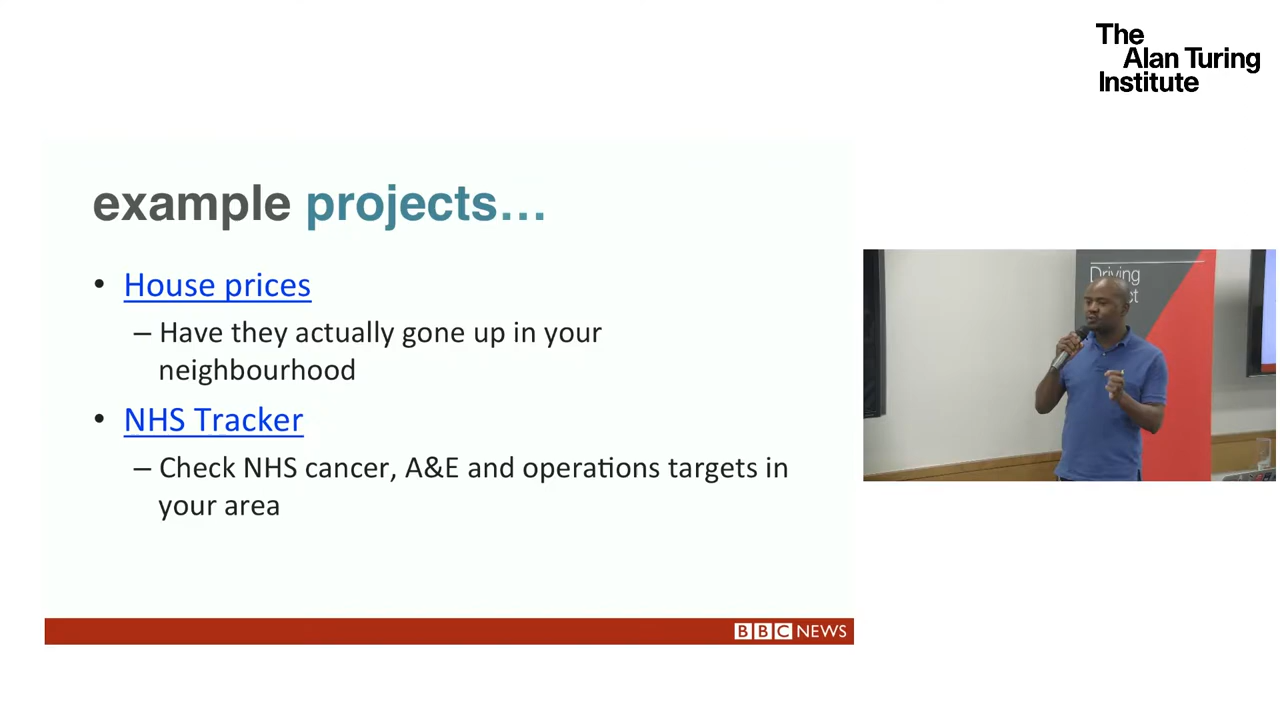 The
Alan Turing
Institute
example projects...
• House prices
– Have they actually gone up in your
neighbourhood
• NHS Tracker
– Check NHS cancer, A&E and operations targets in
your area
BBC NEWS
Driving